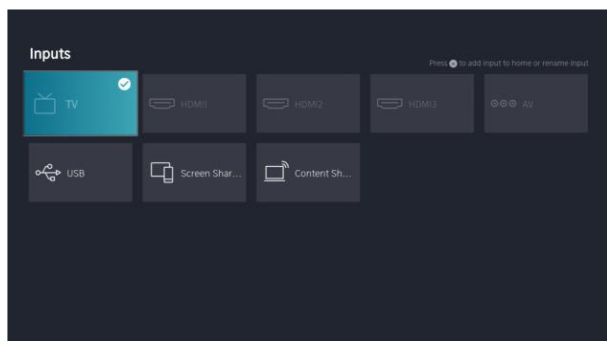 Inputs
Press to add input to home or rename input
TV
HDMI1
HDMI2
HDMI3
AV
USB
Screen Shar...
Content Sh...